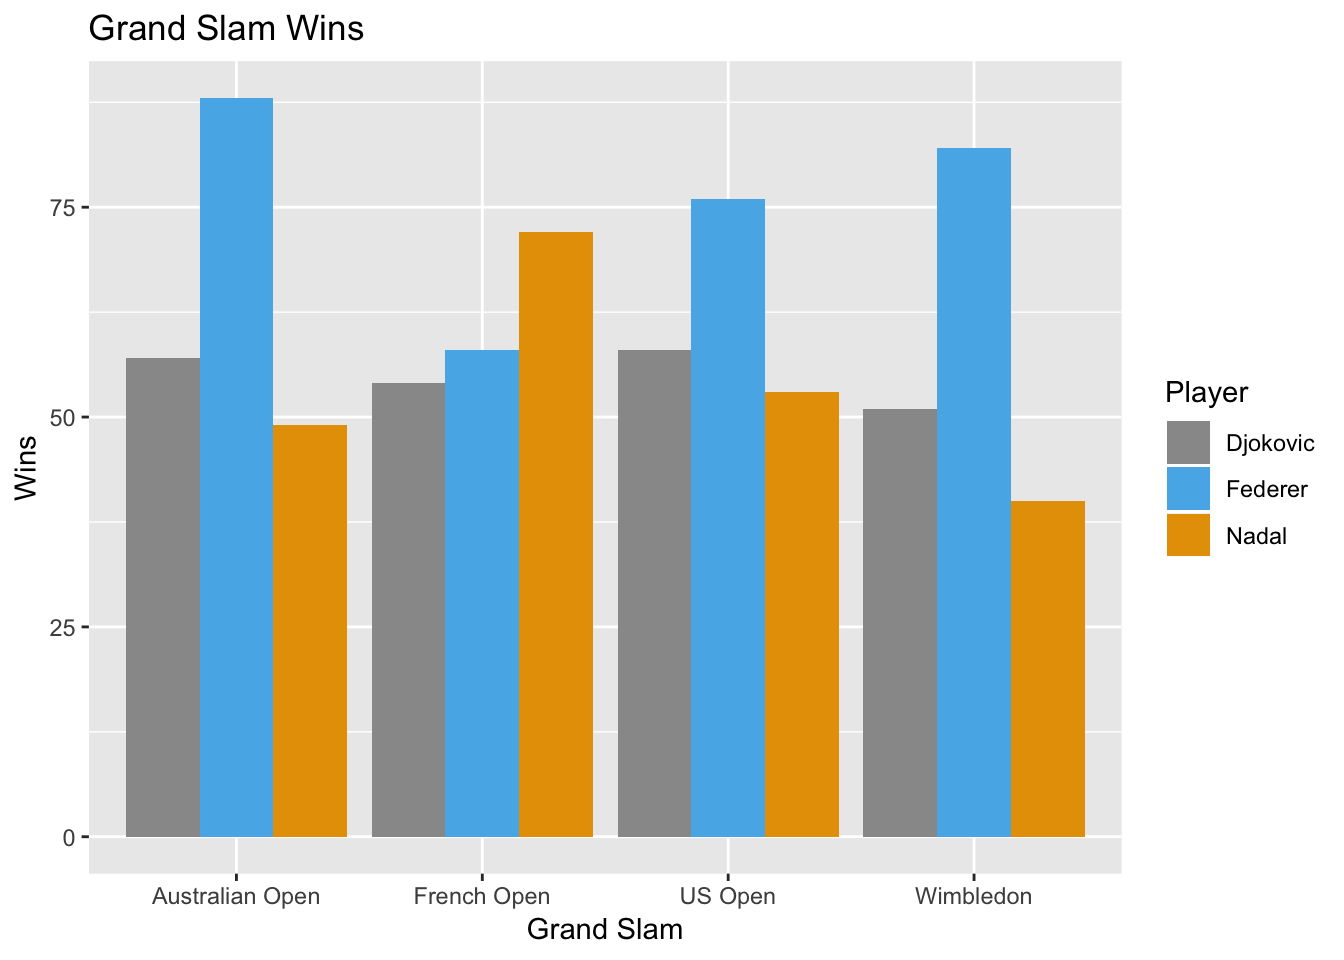 Grand Slam Wins
75
50
25
0
Wins
Australian Open
French Open
US Open
Wimbledon
Grand Slam
Player
Djokovic
Federer
Nadal